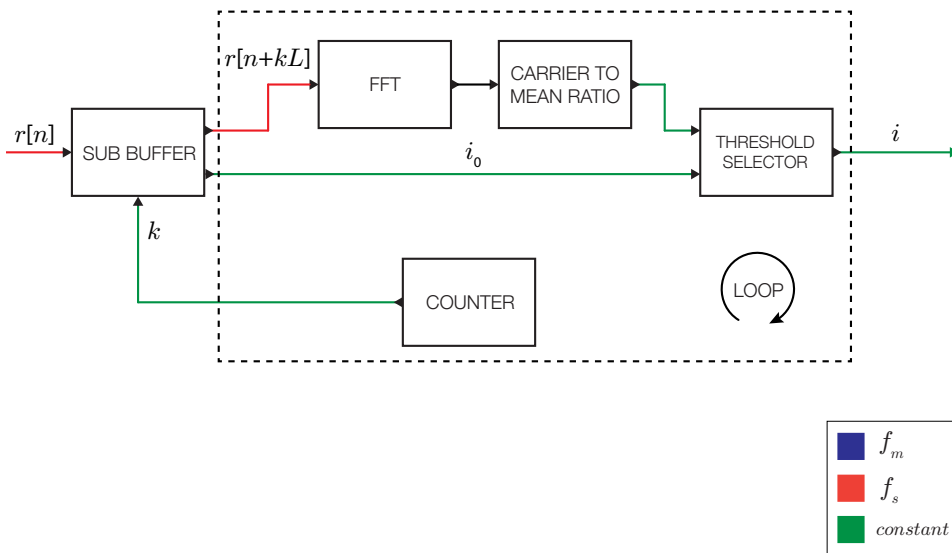 r[n]
SUB BUFFER
r[n+kL]
FFT
CARRIER TO
MEAN RATIO
i₀
THRESHOLD
SELECTOR
i
k
COUNTER
LOOP
fₘ
fₛ
constant